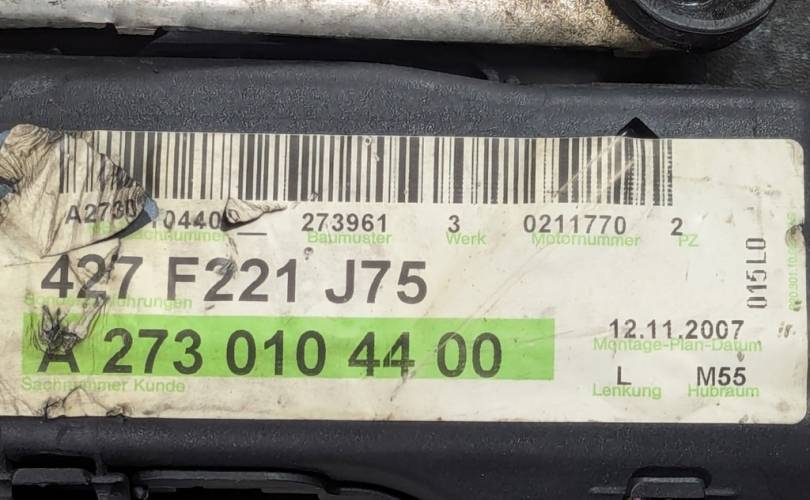 A2730 10440 273961 3 0211770 2
Baumuster Werk Motornummer PZ
427 F221 J75
015L0
A 273 010 44 00
12.11.2007
Montage-Plan-Datum
L M55
Sachnummer Kunde
Lenkung Hubraum